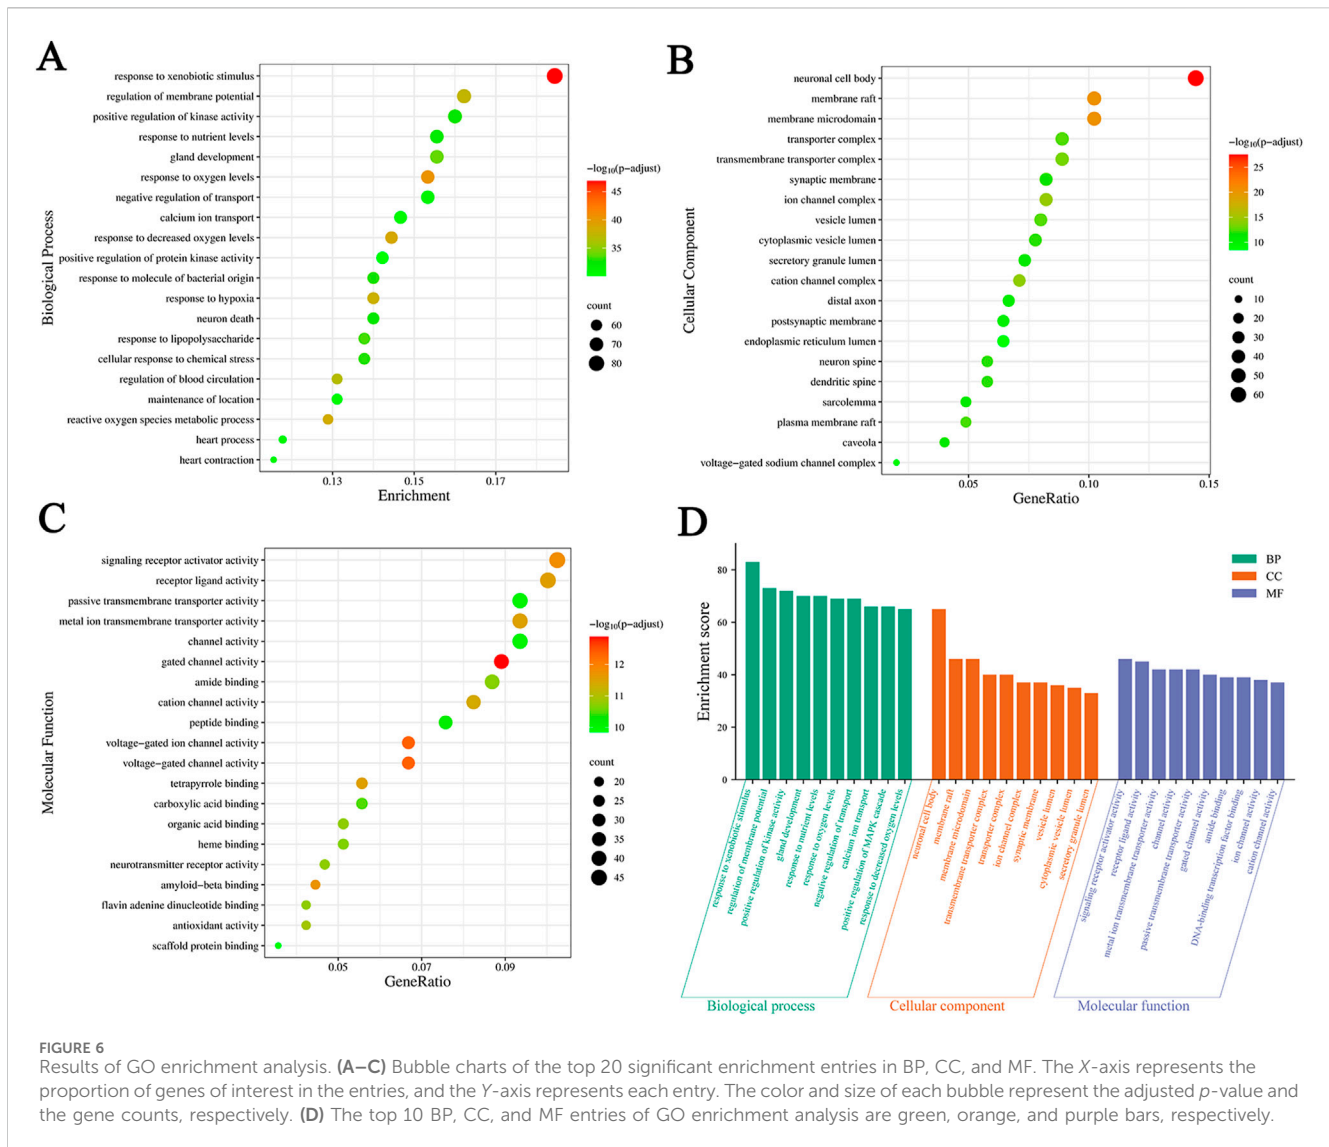 A
Biological Process
response to xenobiotic stimulus
regulation of membrane potential
positive regulation of kinase activity
response to nutrient levels
gland development
response to oxygen levels
negative regulation of transport
calcium ion transport
response to decreased oxygen levels
positive regulation of protein kinase activity
response to molecule of bacterial origin
response to hypoxia
neuron death
response to lipopolysaccharide
cellular response to chemical stress
regulation of blood circulation
maintenance of location
reactive oxygen species metabolic process
heart process
heart contraction
0.13 0.15 0.17
Enrichment
−log10(p−adjust)
45
40
35
count
60
70
80
B
Cellular Component
neuronal cell body
membrane raft
membrane microdomain
transporter complex
transmembrane transporter complex
synaptic membrane
ion channel complex
vesicle lumen
cytoplasmic vesicle lumen
secretory granule lumen
cation channel complex
distal axon
postsynaptic membrane
endoplasmic reticulum lumen
neuron spine
dendritic spine
sarcolemma
plasma membrane raft
caveola
voltage-gated sodium channel complex
0.05 0.10 0.15
GeneRatio
−log10(p−adjust)
25
20
15
10
count
10
20
30
40
50
60
C
Molecular Function
signaling receptor activator activity
receptor ligand activity
passive transmembrane transporter activity
metal ion transmembrane transporter activity
channel activity
gated channel activity
amide binding
cation channel activity
peptide binding
voltage−gated ion channel activity
voltage−gated channel activity
tetrapyrrole binding
carboxylic acid binding
organic acid binding
heme binding
neurotransmitter receptor activity
amyloid−beta binding
flavin adenine dinucleotide binding
antioxidant activity
scaffold protein binding
0.05 0.07 0.09
GeneRatio
−log10(p−adjust)
12
11
10
count
20
25
30
35
40
45
D
Enrichment score
80
60
40
20
0
BP
CC
MF
response to xenobiotic stimulus
regulation of membrane potential
positive regulation of kinase activity
gland development
response to nutrient levels
response to oxygen levels
negative regulation of transport
calcium ion transport
positive regulation of MAPK cascade
response to decreased oxygen levels
neuronal cell body
membrane raft
membrane microdomain
transmembrane transporter complex
transporter complex
ion channel complex
synaptic membrane
vesicle lumen
cytoplasmic vesicle lumen
secretory granule lumen
signaling receptor activator activity
receptor ligand activity
metal ion transmembrane transporter activity
channel activity
passive transmembrane transporter activity
gated channel activity
amide binding
DNA-binding transcription factor binding
ion channel activity
cation channel activity
Biological process
Cellular component
Molecular function
FIGURE 6
Results of GO enrichment analysis. (A–C) Bubble charts of the top 20 significant enrichment entries in BP, CC, and MF. The X-axis represents the
proportion of genes of interest in the entries, and the Y-axis represents each entry. The color and size of each bubble represent the adjusted p-value and
the gene counts, respectively. (D) The top 10 BP, CC, and MF entries of GO enrichment analysis are green, orange, and purple bars, respectively.